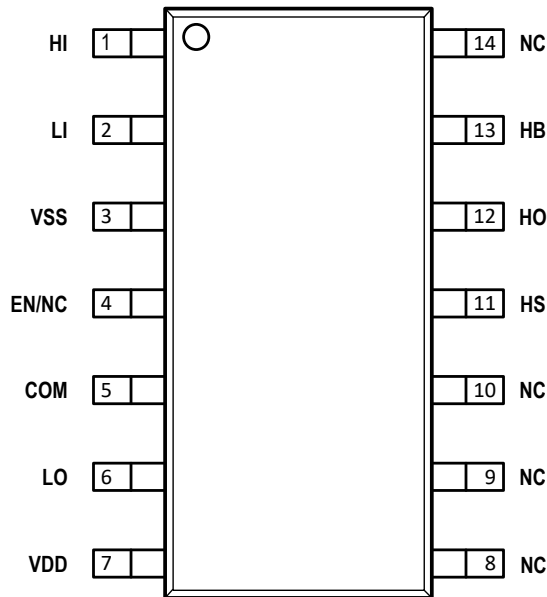 HI 1 14 NC
LI 2 13 HB
VSS 3 12 HO
EN/NC 4 11 HS
COM 5 10 NC
LO 6 9 NC
VDD 7 8 NC